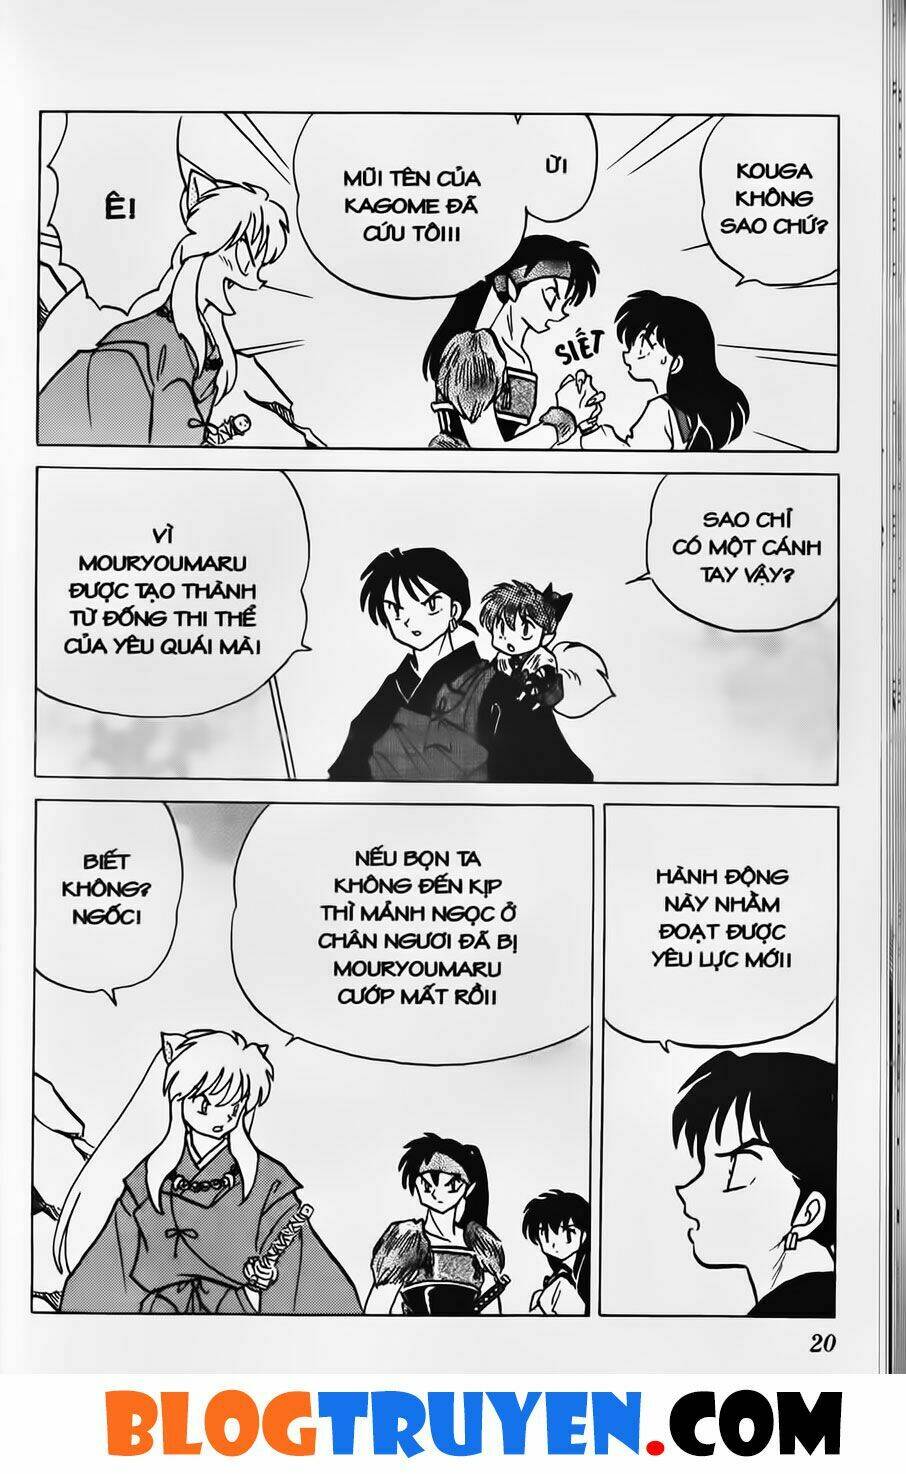 KOUGA
KHÔNG
SAO CHỨ?
ỪI
MŨI TÊN CỦA
KAGOME ĐÃ
CỨU TÔI!!
SIẾT
Ê!
SAO CHỈ
CÓ MỘT CÁNH
TAY VẬY?
VÌ
MOURYOUMARU
ĐƯỢC TẠO THÀNH
TỪ ĐỐNG THI THỂ
CỦA YÊU QUÁI MÀ!
HÀNH ĐỘNG
NÀY NHẰM
ĐOẠT ĐƯỢC
YÊU LỰC MỚI!
NẾU BỌN TA
KHÔNG ĐẾN KỊP
THÌ MẢNH NGỌC Ở
CHÂN NGƯƠI ĐÃ BỊ
MOURYOUMARU
CƯỚP MẤT RỒI!
BIẾT
KHÔNG?
NGỐC!
20
BLOGTRUYEN.COM